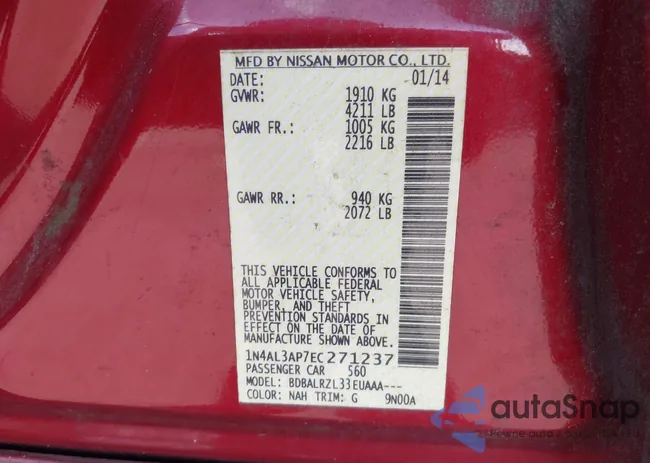 MFD BY NISSAN MOTOR CO., LTD.
DATE: 01/14
GVWR: 1910 KG
4211 LB
GAWR FR.: 1005 KG
2216 LB
GAWR RR.: 940 KG
2072 LB
THIS VEHICLE CONFORMS TO
ALL APPLICABLE FEDERAL
MOTOR VEHICLE SAFETY,
BUMPER, AND THEFT
PREVENTION STANDARDS IN
EFFECT ON THE DATE OF
MANUFACTURE SHOWN ABOVE.
1N4AL3AP7EC271237
PASSENGER CAR 560
MODEL: BDBALRZL33EUAAA---
COLOR: NAH TRIM: G 9N00A
autaSnap